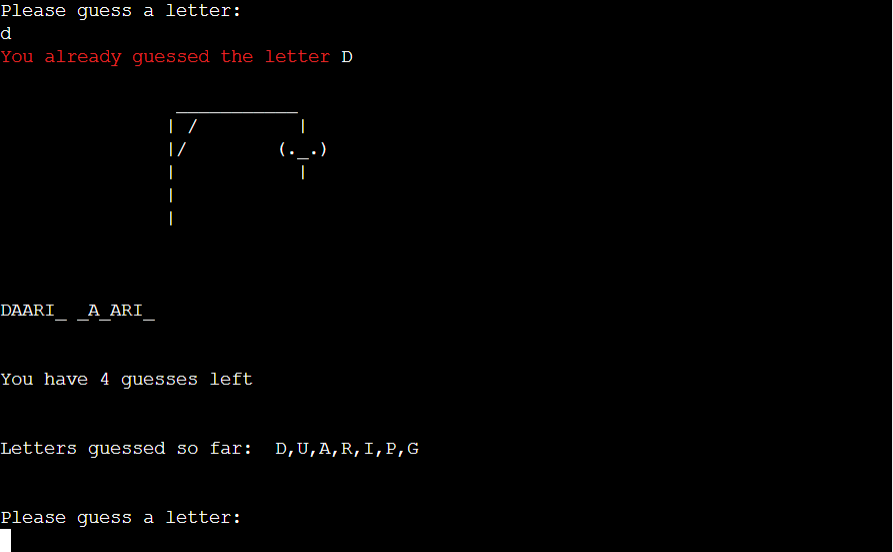 Please guess a letter:
d
You already guessed the letter D
___________
| / |
|/ (._.)
| |
|
|
DAARI_ _A_ARI_
You have 4 guesses left
Letters guessed so far: D,U,A,R,I,P,G
Please guess a letter: